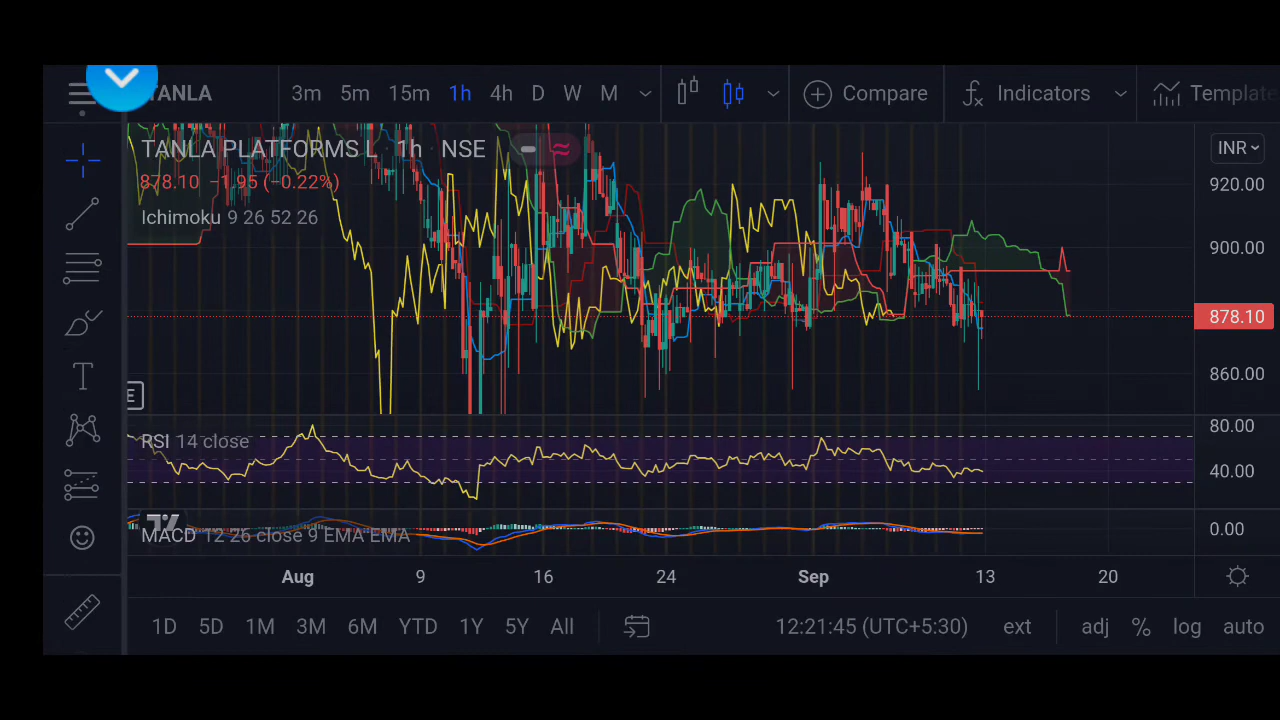 TANLA 3m 5m 15m 1h 4h D W M Compare Indicators Template
TANLA PLATFORMS L · 1h · NSE
INR
878.10 −1.95 (−0.22%)
920.00
Ichimoku 9 26 52 26
900.00
878.10
860.00
E
80.00
RSI 14 close
40.00
0.00
MACD 12 26 close 9 EMA EMA
Aug 9 16 24 Sep 13 20
1D 5D 1M 3M 6M YTD 1Y 5Y All 12:21:45 (UTC+5:30) ext adj % log auto